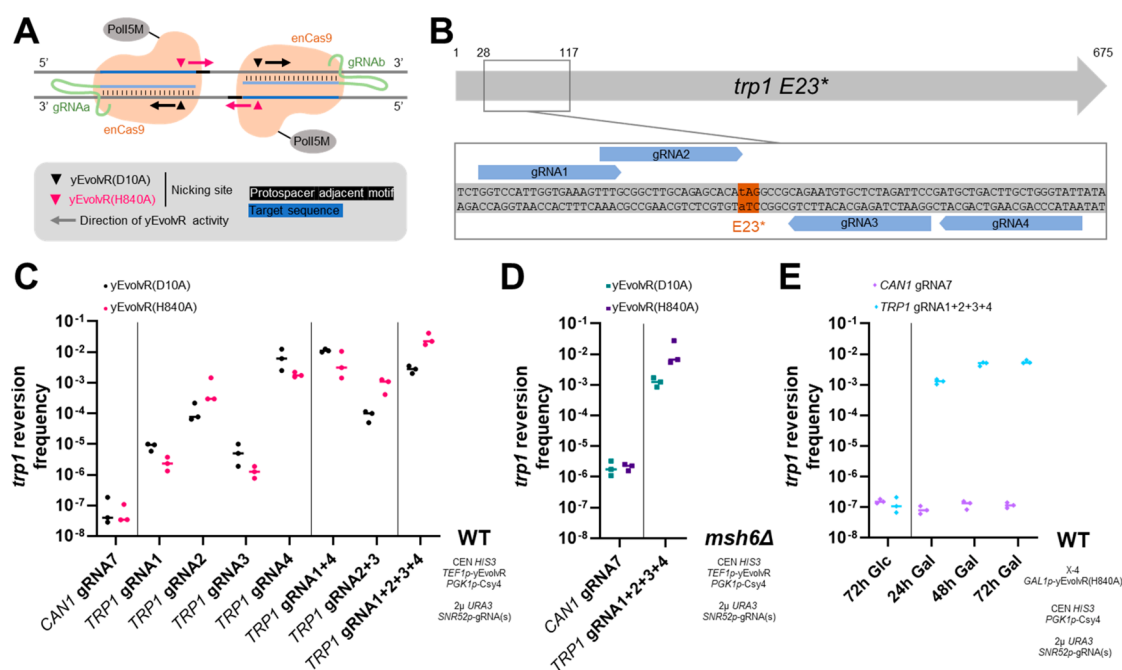 A
PolI5M
enCas9
gRNAb
5'
3'
3'
5'
gRNAa
enCas9
PolI5M
yEvolvR(D10A)
yEvolvR(H840A)
Nicking site
Direction of yEvolvR activity
Protospacer adjacent motif
Target sequence
B
1
28
117
675
trp1 E23*
gRNA2
gRNA1
TCTGGTCCATTGGTGAAAGTTTGCGGCTTGCAGAGCACAtAGGCCGCAGAATGTGCTCTAGATTCCGATGCTGACTTGCTGGGTATTATA
AGACCAGGTAACCACTTTCAAACGCCGAACGTCTCGTGTaTCCGGCGTCTTACACGAGATCTAAGGCTACGACTGAACGACCCATAATAT
E23*
gRNA3
gRNA4
C
yEvolvR(D10A)
yEvolvR(H840A)
trp1 reversion
frequency
10-1
10-2
10-3
10-4
10-5
10-6
10-7
10-8
CAN1 gRNA7
TRP1 gRNA1
TRP1 gRNA2
TRP1 gRNA3
TRP1 gRNA4
TRP1 gRNA1+4
TRP1 gRNA2+3
TRP1 gRNA1+2+3+4
WT
CEN HIS3
TEF1p-yEvolvR
PGK1p-Csy4
2μ URA3
SNR52p-gRNA(s)
D
yEvolvR(D10A)
yEvolvR(H840A)
trp1 reversion
frequency
10-1
10-2
10-3
10-4
10-5
10-6
10-7
10-8
CAN1 gRNA7
TRP1 gRNA1+2+3+4
msh6Δ
CEN HIS3
TEF1p-yEvolvR
PGK1p-Csy4
2μ URA3
SNR52p-gRNA(s)
E
CAN1 gRNA7
TRP1 gRNA1+2+3+4
trp1 reversion
frequency
10-1
10-2
10-3
10-4
10-5
10-6
10-7
10-8
72h Glc
24h Gal
48h Gal
72h Gal
WT
X-4
GAL1p-yEvolvR(H840A)
CEN HIS3
PGK1p-Csy4
2μ URA3
SNR52p-gRNA(s)